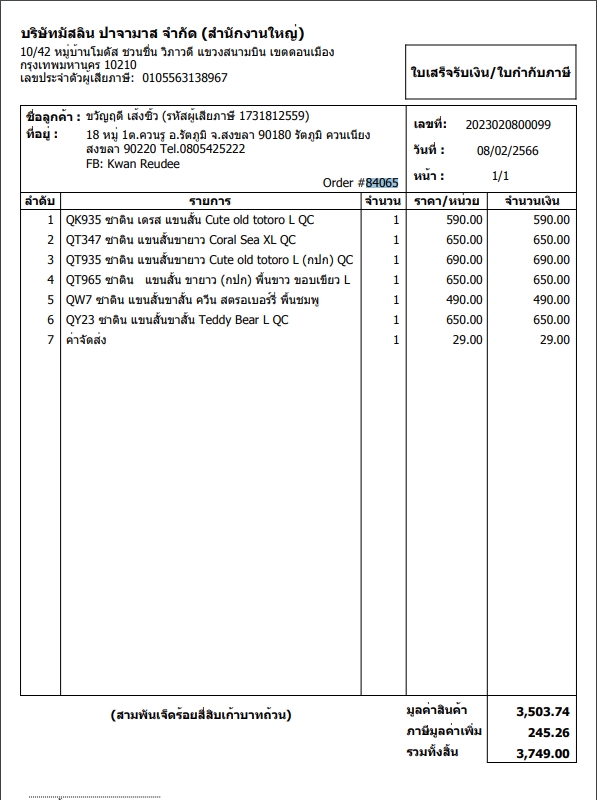 บริษัทมัสลิน ปาจามาส จำกัด (สำนักงานใหญ่)
10/42 หมู่บ้านโมดัส ชวนชื่น วิภาวดี แขวงสนามบิน เขตดอนเมือง
กรุงเทพมหานคร 10210
เลขประจำตัวผู้เสียภาษี: 0105563138967
ใบเสร็จรับเงิน/ใบกำกับภาษี
ชื่อลูกค้า : ขวัญฤดี เส้งซิ้ว (รหัสผู้เสียภาษี 1731812559)
ที่อยู่ : 18 หมู่ 1ต.ควนรู อ.รัตภูมิ จ.สงขลา 90180 รัตภูมิ ควนเนียง
สงขลา 90220 Tel.0805425222
FB: Kwan Reudee
Order #84065
เลขที่: 2023020800099
วันที่ : 08/02/2566
หน้า : 1/1
ลำดับ รายการ จำนวน ราคา/หน่วย จำนวนเงิน
1 QK935 ซาติน เดรส แขนสั้น Cute old totoro L QC 1 590.00 590.00
2 QT347 ซาติน แขนสั้นขายาว Coral Sea XL QC 1 650.00 650.00
3 QT935 ซาติน แขนสั้นขายาว Cute old totoro L (กปก) QC 1 690.00 690.00
4 QT965 ซาติน แขนสั้น ขายาว (กปก) พื้นขาว ขอบเขียว L 1 650.00 650.00
5 QW7 ซาติน แขนสั้นขาสั้น ควีน สตรอเบอร์รี่ พื้นชมพู 1 490.00 490.00
6 QY23 ซาติน แขนสั้นขาสั้น Teddy Bear L QC 1 650.00 650.00
7 ค่าจัดส่ง 1 29.00 29.00
(สามพันเจ็ดร้อยสี่สิบเก้าบาทถ้วน)
มูลค่าสินค้า 3,503.74
ภาษีมูลค่าเพิ่ม 245.26
รวมทั้งสิ้น 3,749.00